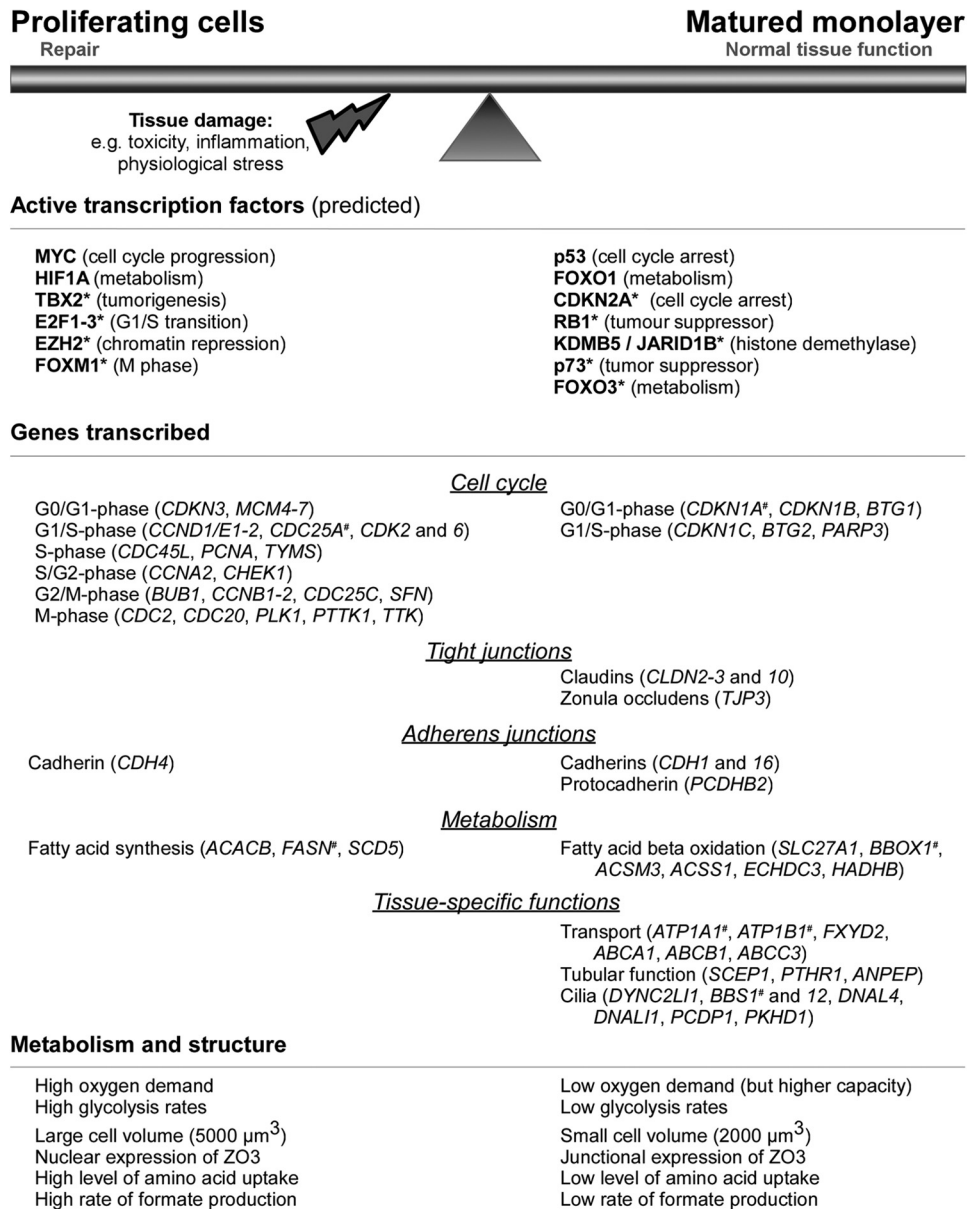 Proliferating cells
Matured monolayer
Repair
Normal tissue function
Tissue damage:
e.g. toxicity, inflammation,
physiological stress
Active transcription factors (predicted)
MYC (cell cycle progression)
HIF1A (metabolism)
TBX2* (tumorigenesis)
E2F1-3* (G1/S transition)
EZH2* (chromatin repression)
FOXM1* (M phase)
p53 (cell cycle arrest)
FOXO1 (metabolism)
CDKN2A* (cell cycle arrest)
RB1* (tumour suppressor)
KDMB5 / JARID1B* (histone demethylase)
p73* (tumor suppressor)
FOXO3* (metabolism)
Genes transcribed
Cell cycle
G0/G1-phase (CDKN3, MCM4-7)
G1/S-phase (CCND1/E1-2, CDC25A#, CDK2 and 6)
S-phase (CDC45L, PCNA, TYMS)
S/G2-phase (CCNA2, CHEK1)
G2/M-phase (BUB1, CCNB1-2, CDC25C, SFN)
M-phase (CDC2, CDC20, PLK1, PTTK1, TTK)
G0/G1-phase (CDKN1A#, CDKN1B, BTG1)
G1/S-phase (CDKN1C, BTG2, PARP3)
Tight junctions
Claudins (CLDN2-3 and 10)
Zonula occludens (TJP3)
Adherens junctions
Cadherin (CDH4)
Cadherins (CDH1 and 16)
Protocadherin (PCDHB2)
Metabolism
Fatty acid synthesis (ACACB, FASN#, SCD5)
Fatty acid beta oxidation (SLC27A1, BBOX1#,
ACSM3, ACSS1, ECHDC3, HADHB)
Tissue-specific functions
Transport (ATP1A1#, ATP1B1#, FXYD2,
ABCA1, ABCB1, ABCC3)
Tubular function (SCEP1, PTHR1, ANPEP)
Cilia (DYNC2LI1, BBS1# and 12, DNAL4,
DNALI1, PCDP1, PKHD1)
Metabolism and structure
High oxygen demand
High glycolysis rates
Large cell volume (5000 µm³)
Nuclear expression of ZO3
High level of amino acid uptake
High rate of formate production
Low oxygen demand (but higher capacity)
Low glycolysis rates
Small cell volume (2000 µm³)
Junctional expression of ZO3
Low level of amino acid uptake
Low rate of formate production